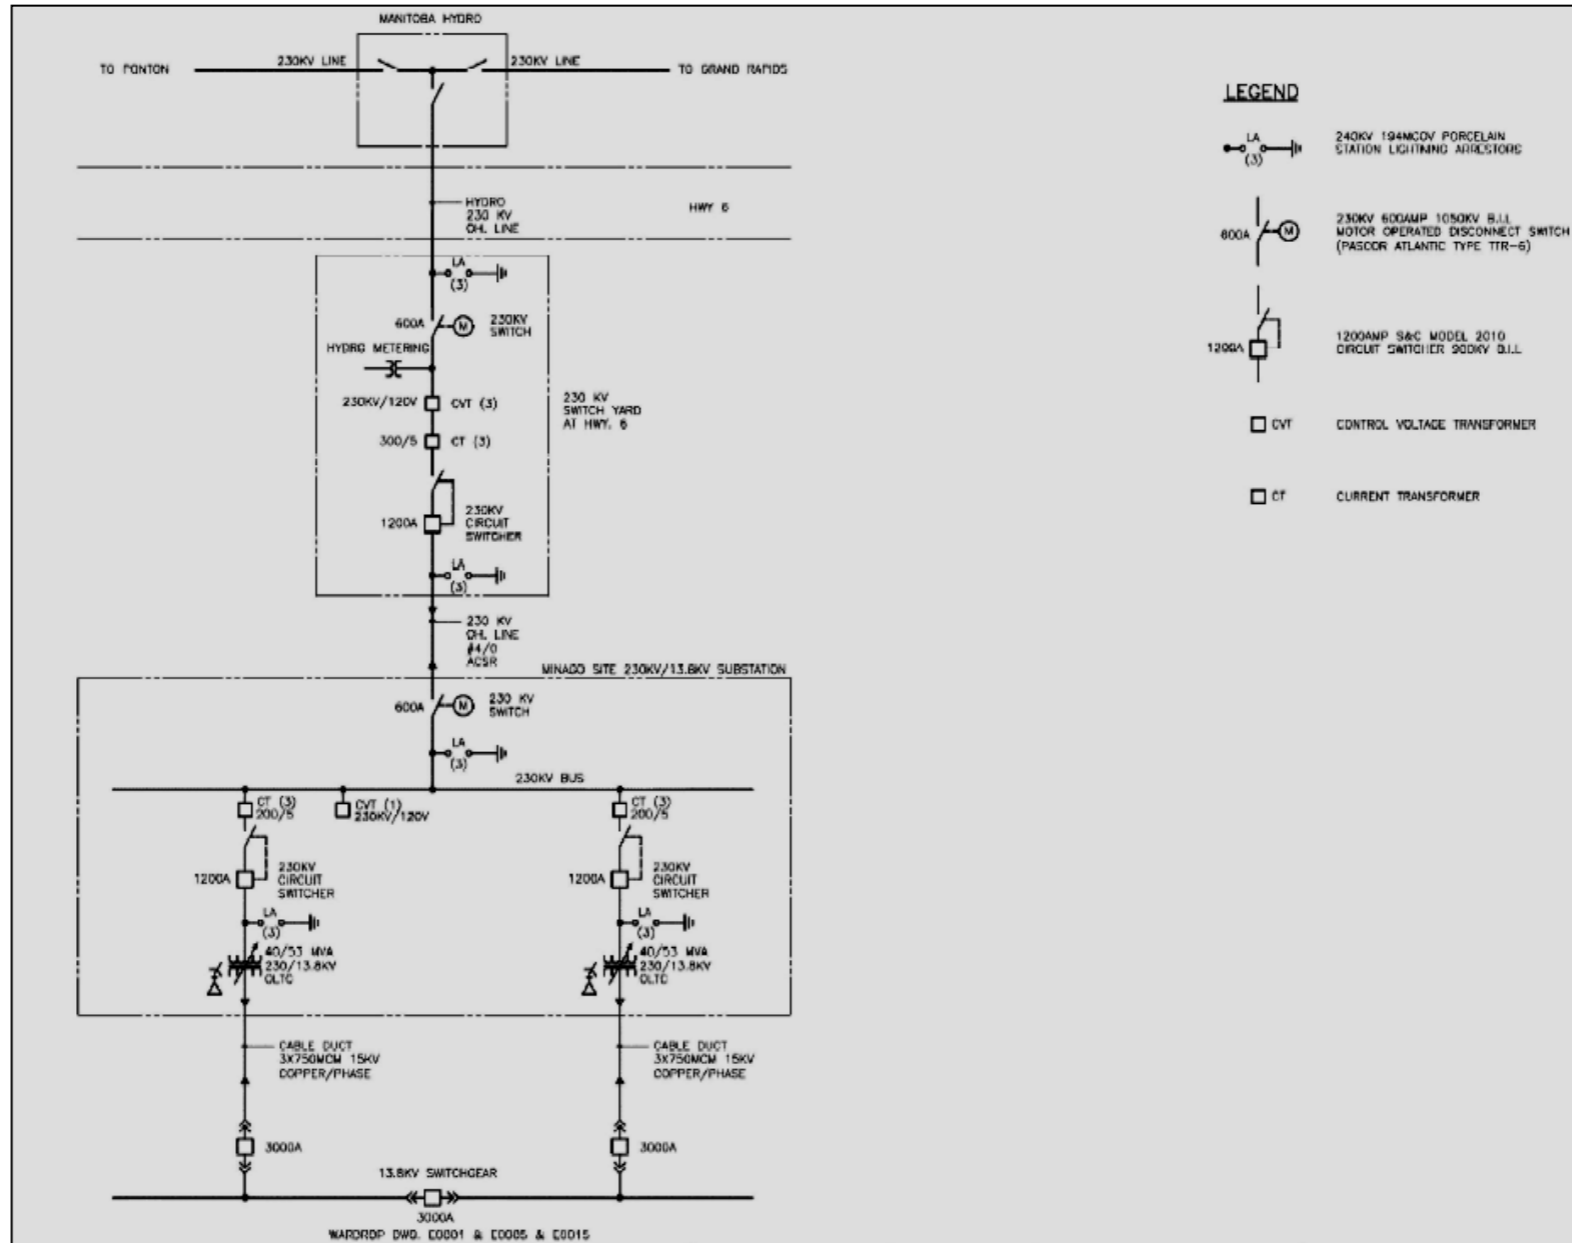 MANITOBA HYDRO
TO PONTON
230KV LINE
230KV LINE
TO GRAND RAPIDS
HYDRO
230 KV
OH. LINE
HWY 6
LA
(3)
600A
M
230KV
SWITCH
HYDRO METERING
230KV/120V
CVT (3)
300/5
CT (3)
230 KV
SWITCH YARD
AT HWY. 6
1200A
230KV
CIRCUIT
SWITCHER
LA
(3)
230 KV
OH. LINE
#4/0
ACSR
MINAGO SITE 230KV/13.8KV SUBSTATION
600A
M
230 KV
SWITCH
LA
(3)
230KV BUS
CT (3)
200/5
CVT (1)
230KV/120V
CT (3)
200/5
1200A
230KV
CIRCUIT
SWITCHER
1200A
230KV
CIRCUIT
SWITCHER
LA
(3)
LA
(3)
40/53 MVA
230/13.8KV
OLTC
40/53 MVA
230/13.8KV
OLTC
CABLE DUCT
3X750MCM 15KV
COPPER/PHASE
CABLE DUCT
3X750MCM 15KV
COPPER/PHASE
3000A
3000A
13.8KV SWITCHGEAR
3000A
WARDROP DWG. E0001 & E0005 & E0015
LEGEND
LA
(3)
240KV 194MCOV PORCELAIN
STATION LIGHTNING ARRESTORS
600A
M
230KV 600AMP 1050KV B.I.L
MOTOR OPERATED DISCONNECT SWITCH
(PASCOR ATLANTIC TYPE TTR-6)
1200A
1200AMP S&C MODEL 2010
CIRCUIT SWITCHER 900KV B.I.L
CVT
CONTROL VOLTAGE TRANSFORMER
CT
CURRENT TRANSFORMER